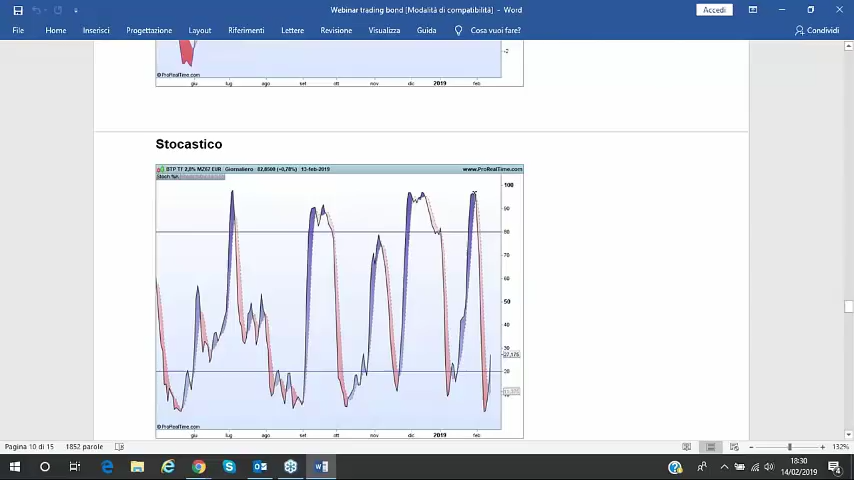 Webinar trading bond [Modalità di compatibilità] - Word
Accedi
File Home Inserisci Progettazione Layout Riferimenti Lettere Revisione Visualizza Guida Cosa vuoi fare? Condividi
-2
© ProRealTime.com
giu lug ago set ott nov dic 2019 feb
Stocastico
BTP TF 2,8% MZ67 EUR Giornaliero 82,8500 (+0,78%) 13-feb-2019 www.ProRealTime.com
Stoch %K
100
90
80
70
60
50
40
30
27,175
20
© ProRealTime.com
giu lug ago set ott nov dic 2019 feb
Pagina 10 di 15 1852 parole 132%
18:30
14/02/2019
4